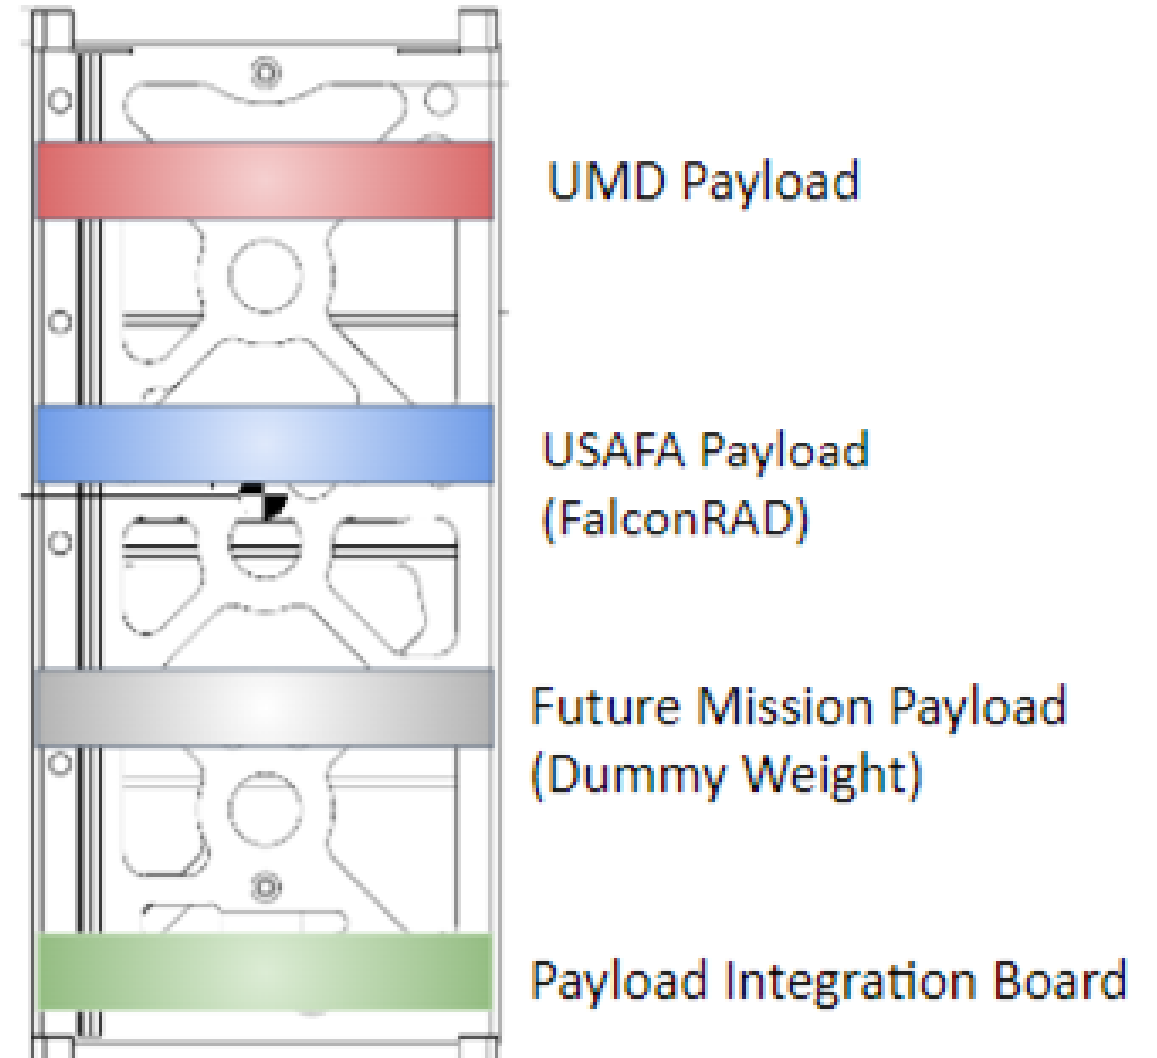 UMD Payload
USAFA Payload
(FalconRAD)
Future Mission Payload
(Dummy Weight)
Payload Integration Board